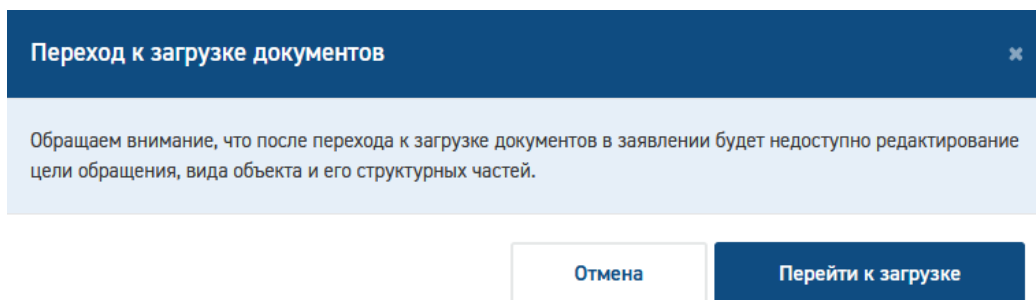 Переход к загрузке документов
Обращаем внимание, что после перехода к загрузке документов в заявлении будет недоступно редактирование
цели обращения, вида объекта и его структурных частей.
Отмена
Перейти к загрузке